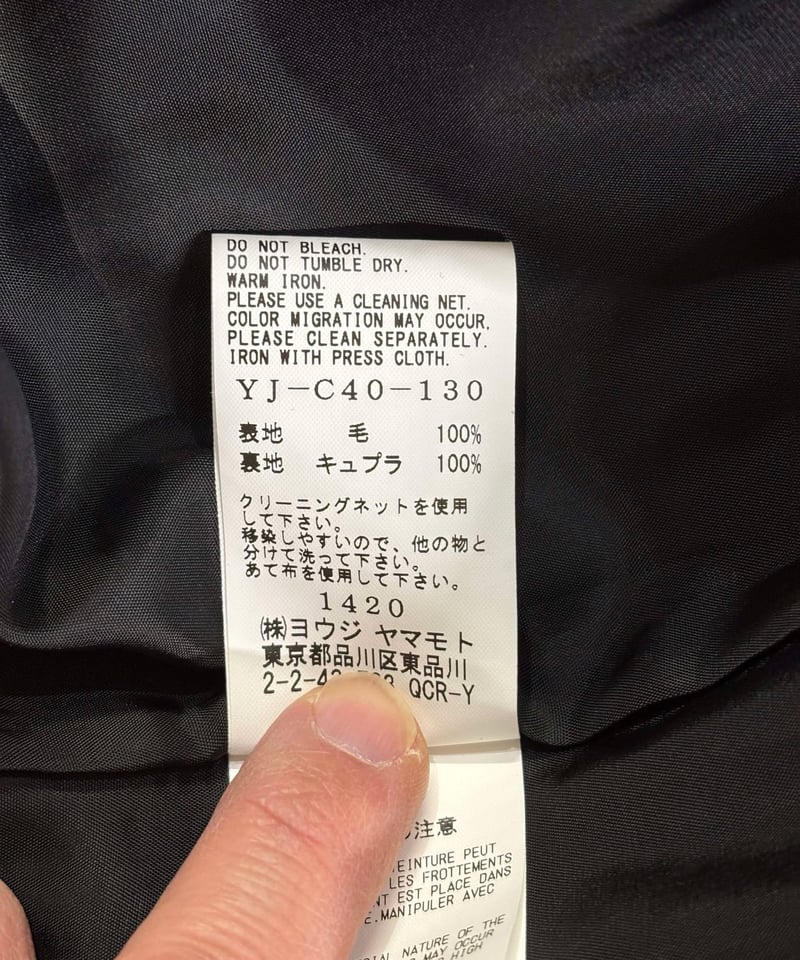 DO NOT BLEACH.
DO NOT TUMBLE DRY.
WARM IRON.
PLEASE USE A CLEANING NET.
COLOR MIGRATION MAY OCCUR,
PLEASE CLEAN SEPARATELY.
IRON WITH PRESS CLOTH.
YJ-C40-130
表地 毛 100%
裏地 キュプラ 100%
クリーニングネットを使用
して下さい。
移染しやすいので、他の物と
分けて洗って下さい。
あて布を使用して下さい。
1420
㈱ヨウジ ヤマモト
東京都品川区東品川
QCR-Y
注意
PEUT
LES FROTTEMENTS
EST PLACE DANS
MANIPULER AVEC
NATURE OF THE
MAY OCCUR
HIGH